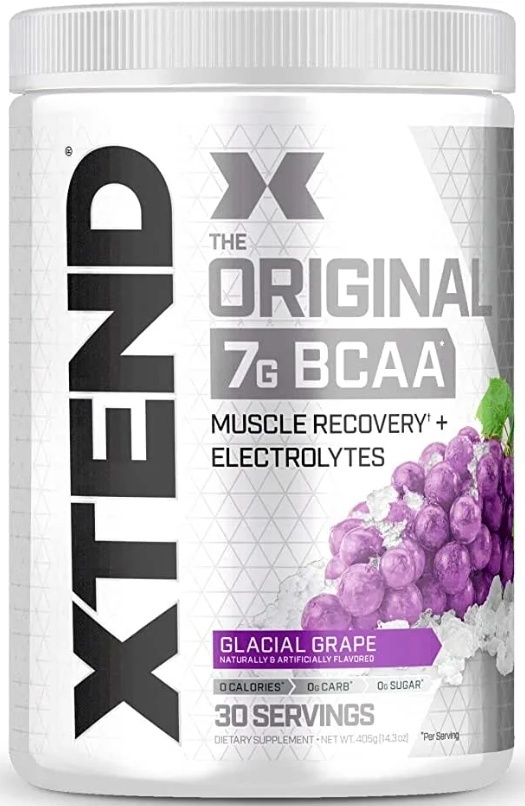 XTEND®
X
THE
ORIGINAL
7G BCAA*
MUSCLE RECOVERY† +
ELECTROLYTES
GLACIAL GRAPE
NATURALLY & ARTIFICIALLY FLAVORED
0 CALORIES* 0G CARB* 0G SUGAR*
30 SERVINGS
DIETARY SUPPLEMENT • NET WT. 405g (14.3 oz)
*Per Serving